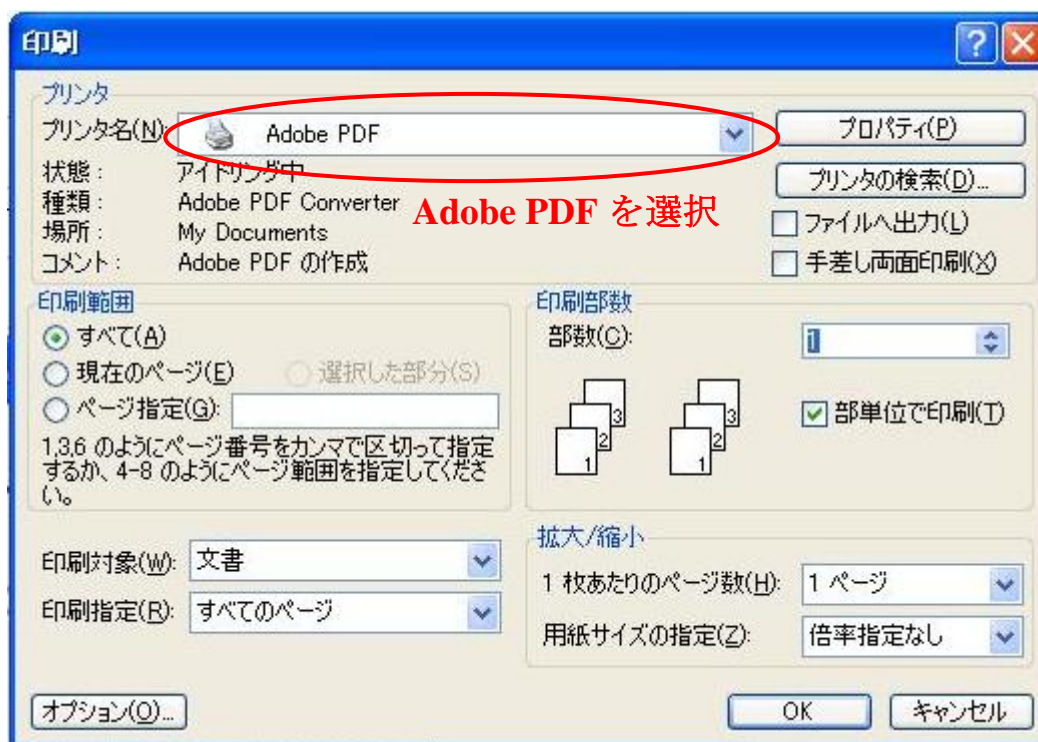 印刷
プリンタ
プリンタ名(N): Adobe PDF プロパティ(P)
状態: アイドリング中 プリンタの検索(D)...
種類: Adobe PDF Converter
Adobe PDF を選択
場所: My Documents ファイルへ出力(L)
コメント: Adobe PDF の作成 手差し両面印刷(X)
印刷範囲
すべて(A)
現在のページ(E) 選択した部分(S)
ページ指定(G):
1,3,6 のようにページ番号をカンマで区切って指定
するか、4-8 のようにページ範囲を指定してくださ
い。
印刷部数
部数(C): 1
部単位で印刷(T)
1 2 3 1 2 3
印刷対象(W): 文書
印刷指定(R): すべてのページ
拡大/縮小
1 枚あたりのページ数(H): 1 ページ
用紙サイズの指定(Z): 倍率指定なし
オプション(O)... OK キャンセル